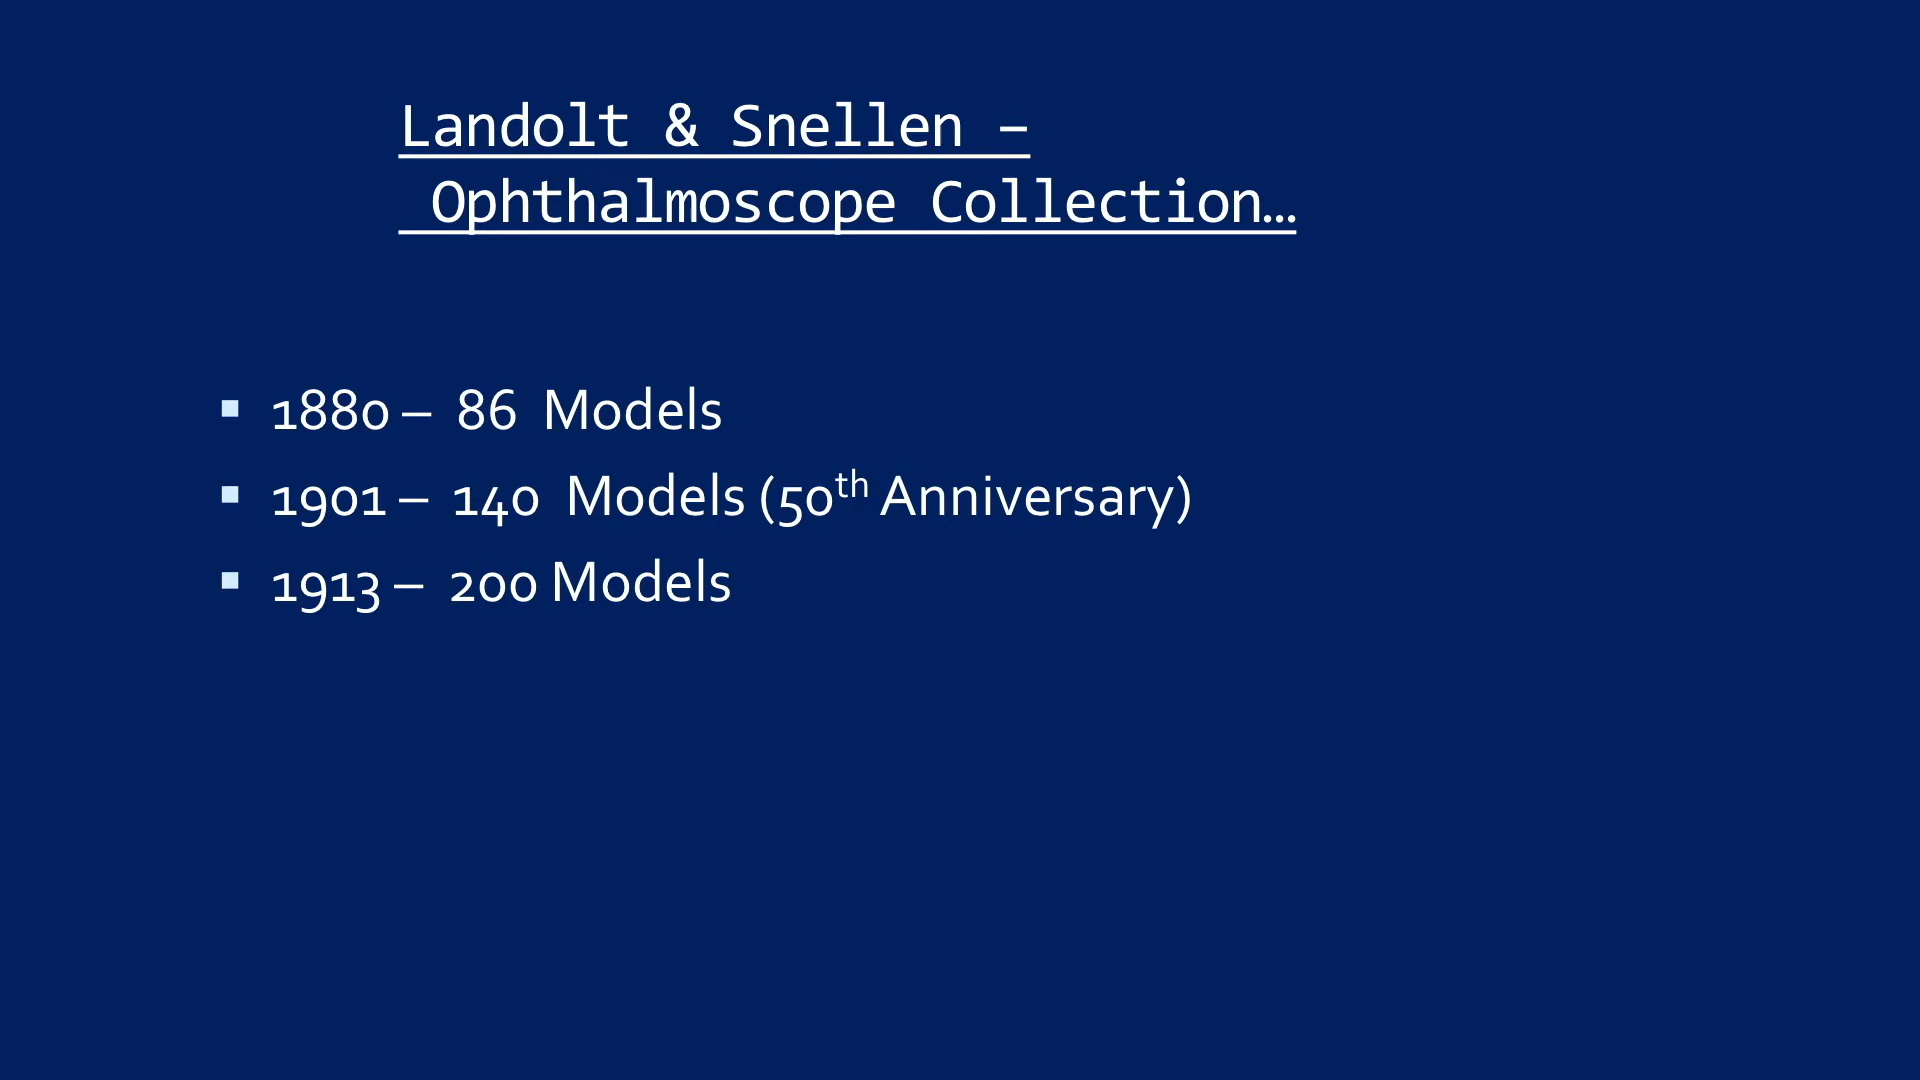 Landolt & Snellen –
Ophthalmoscope Collection…
▪ 1880 – 86 Models
▪ 1901 – 140 Models (50th Anniversary)
▪ 1913 – 200 Models